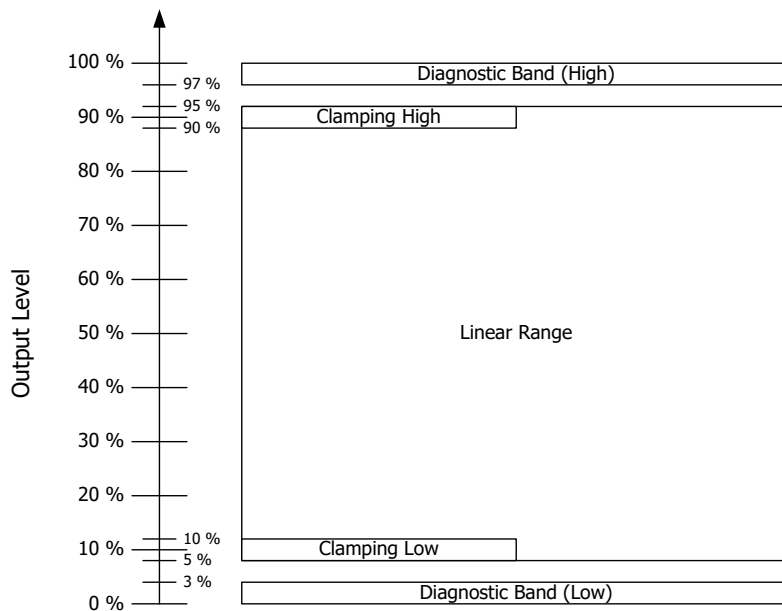 100 %
Diagnostic Band (High)
97 %
95 %
90 %
Clamping High
90 %
80 %
70 %
60 %
Output Level
50 %
Linear Range
40 %
30 %
20 %
10 %
10 %
Clamping Low
5 %
3 %
0 %
Diagnostic Band (Low)